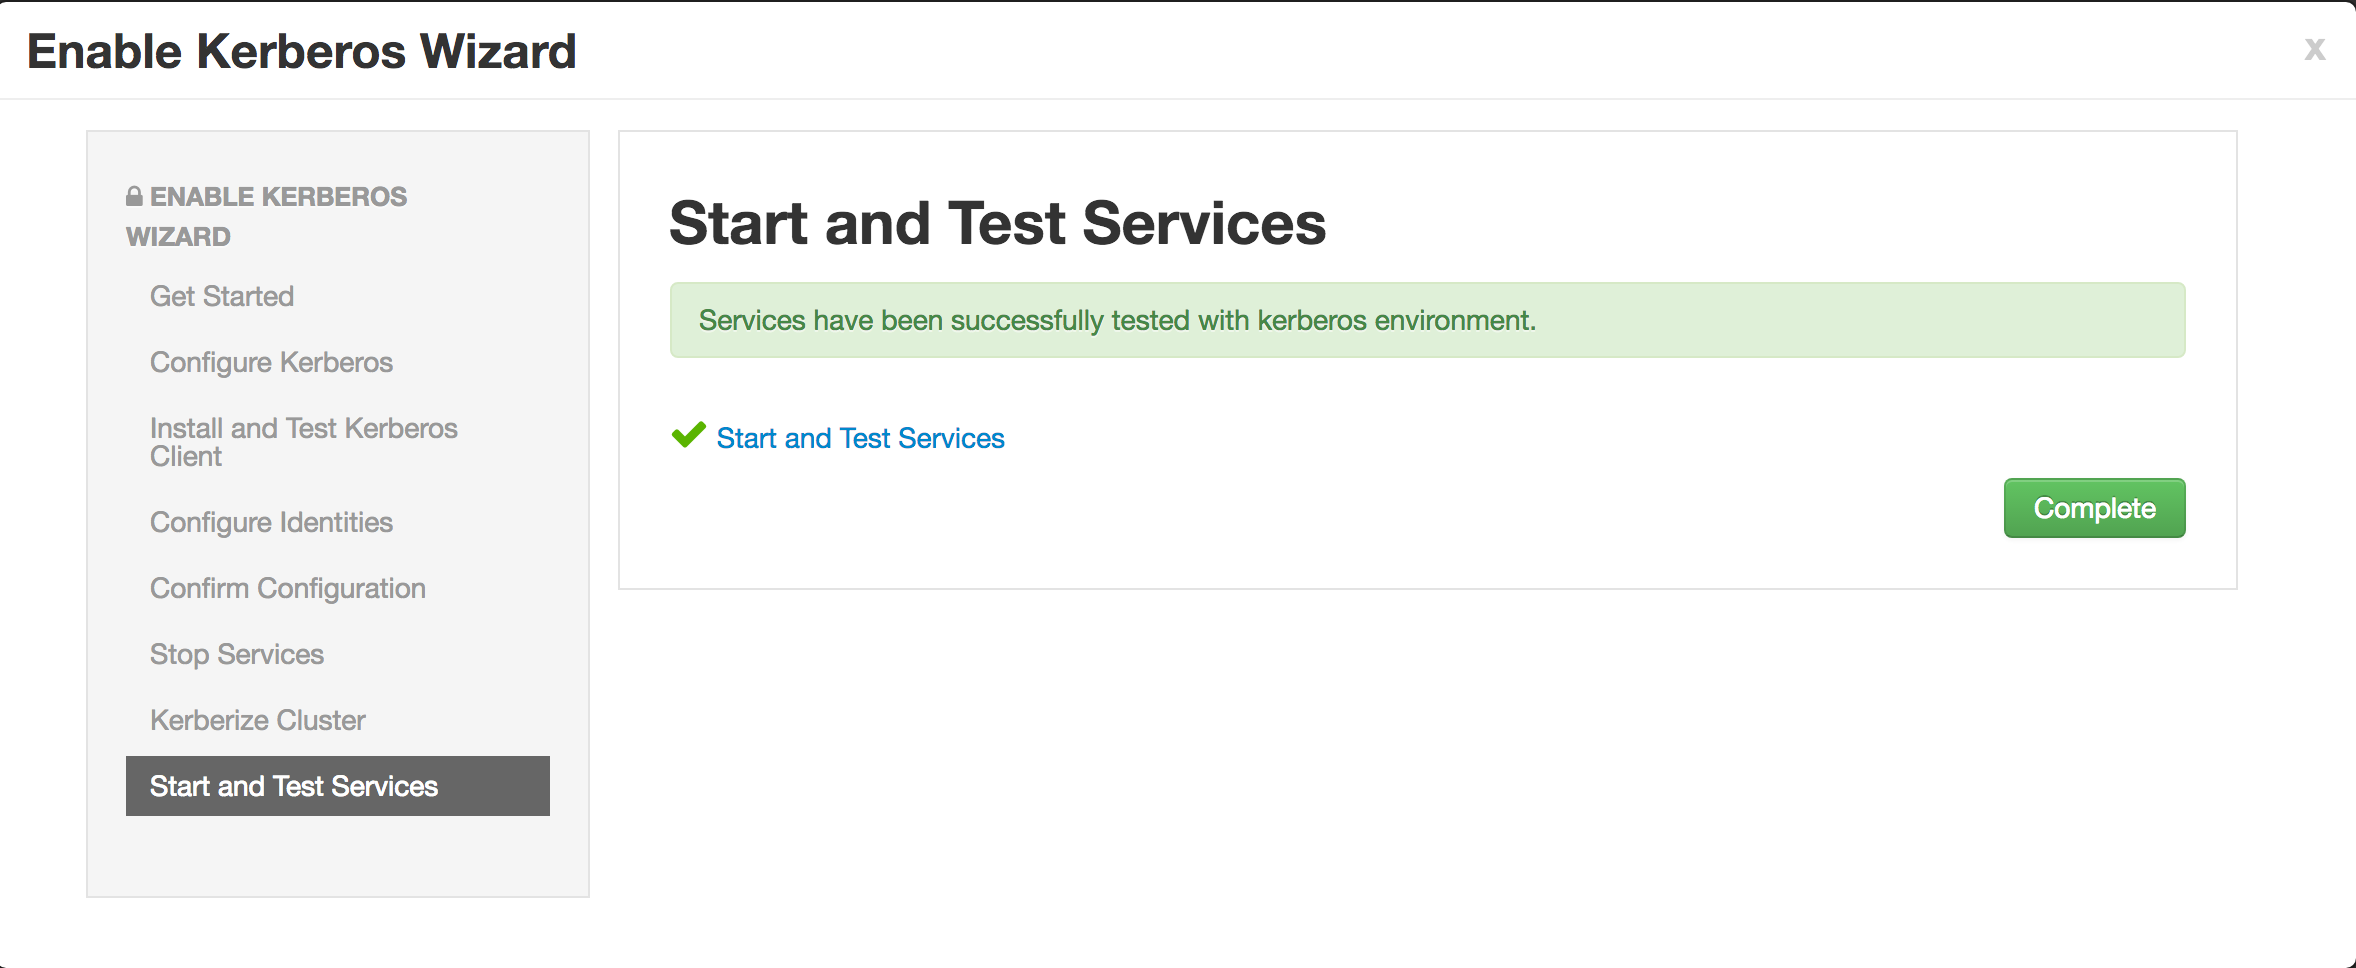 Enable Kerberos Wizard
x
ENABLE KERBEROS
WIZARD
Get Started
Configure Kerberos
Install and Test Kerberos
Client
Configure Identities
Confirm Configuration
Stop Services
Kerberize Cluster
Start and Test Services
Start and Test Services
Services have been successfully tested with kerberos environment.
Start and Test Services
Complete